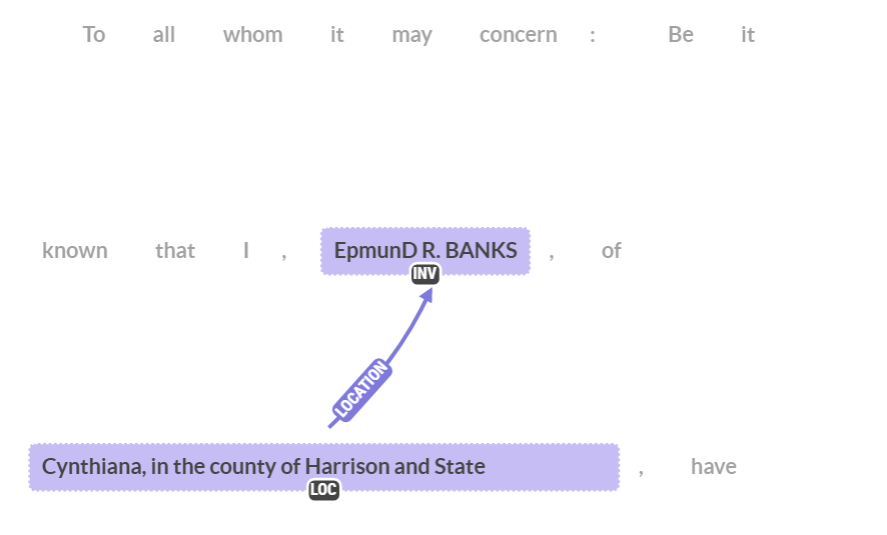 To all whom it may concern : Be it
known that I , EpmunD R. BANKS , of
INV
LOCATION
Cynthiana, in the county of Harrison and State , have
LOC